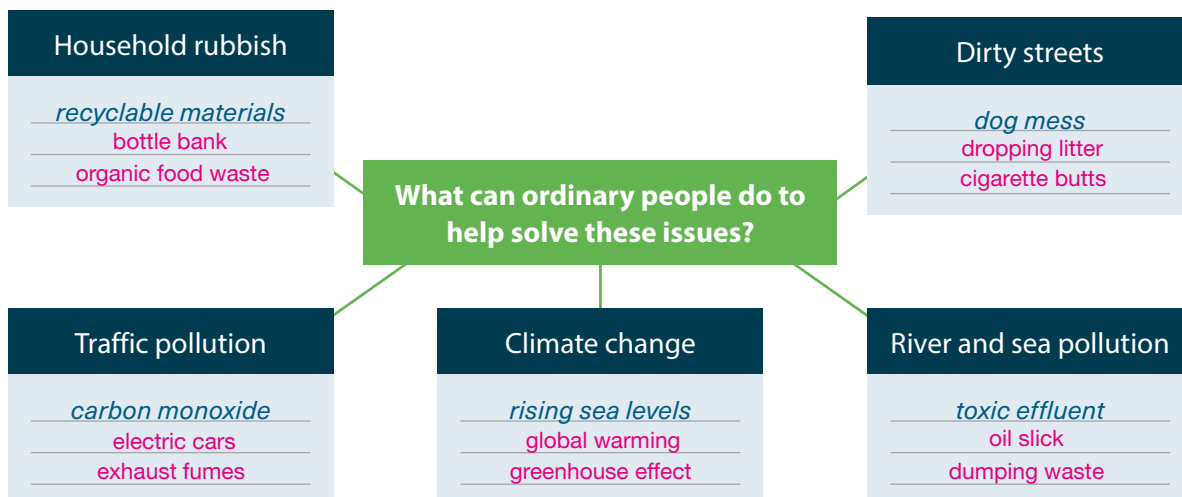 Household rubbish
recyclable materials
bottle bank
organic food waste
Dirty streets
dog mess
dropping litter
cigarette butts
What can ordinary people do to
help solve these issues?
Traffic pollution
carbon monoxide
electric cars
exhaust fumes
Climate change
rising sea levels
global warming
greenhouse effect
River and sea pollution
toxic effluent
oil slick
dumping waste